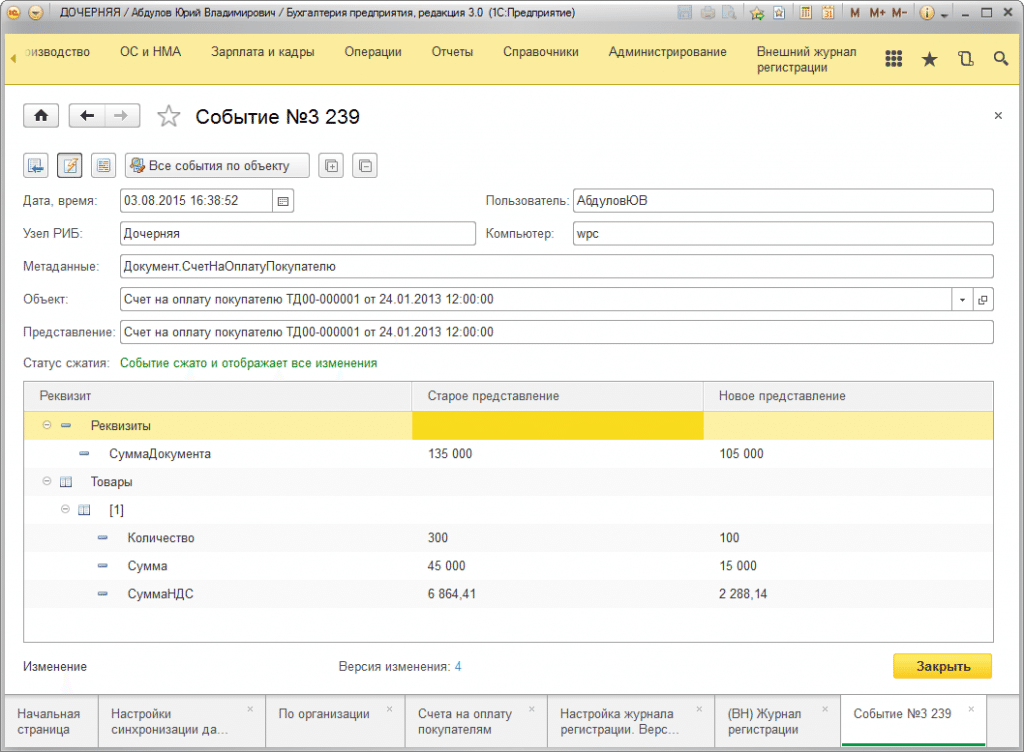 ДОЧЕРНЯЯ / Абдулов Юрий Владимирович / Бухгалтерия предприятия, редакция 3.0 (1С:Предприятие)
M M+ M-
оизводство ОС и НМА Зарплата и кадры Операции Отчеты Справочники Администрирование Внешний журнал
регистрации
Событие №3 239
Все события по объекту
Дата, время: 03.08.2015 16:38:52 Пользователь: АбдуловЮВ
Узел РИБ: Дочерняя Компьютер: wpc
Метаданные: Документ.СчетНаОплатуПокупателю
Объект: Счет на оплату покупателю ТД00-000001 от 24.01.2013 12:00:00
Представление: Счет на оплату покупателю ТД00-000001 от 24.01.2013 12:00:00
Статус сжатия: Событие сжато и отображает все изменения
Реквизит Старое представление Новое представление
Реквизиты
СуммаДокумента 135 000 105 000
Товары
[1]
Количество 300 100
Сумма 45 000 15 000
СуммаНДС 6 864,41 2 288,14
Изменение Версия изменения: 4 Закрыть
Начальная Настройки По организации Счета на оплату Настройка журнала (ВН) Журнал Событие №3 239
страница синхронизации да... покупателям регистрации. Верс... регистрации